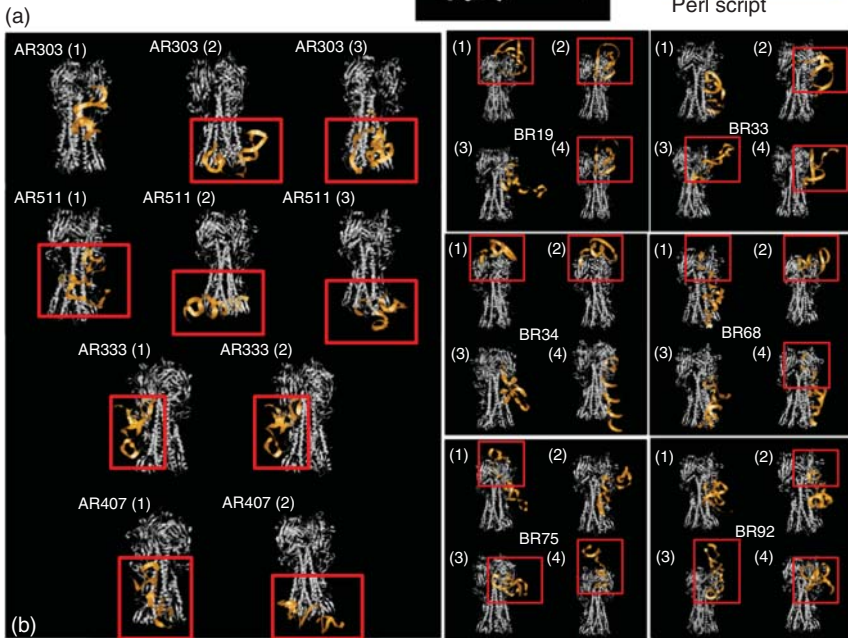 (a)
Perl script
AR303 (1) AR303 (2) AR303 (3)
AR511 (1) AR511 (2) AR511 (3)
AR333 (1) AR333 (2)
AR407 (1) AR407 (2)
(b)
(1) (2)
BR19
(3) (4)
(1) (2)
BR33
(3) (4)
(1) (2)
BR34
(3) (4)
(1) (2)
BR68
(3) (4)
(1) (2)
BR75
(3) (4)
(1) (2)
BR92
(3) (4)